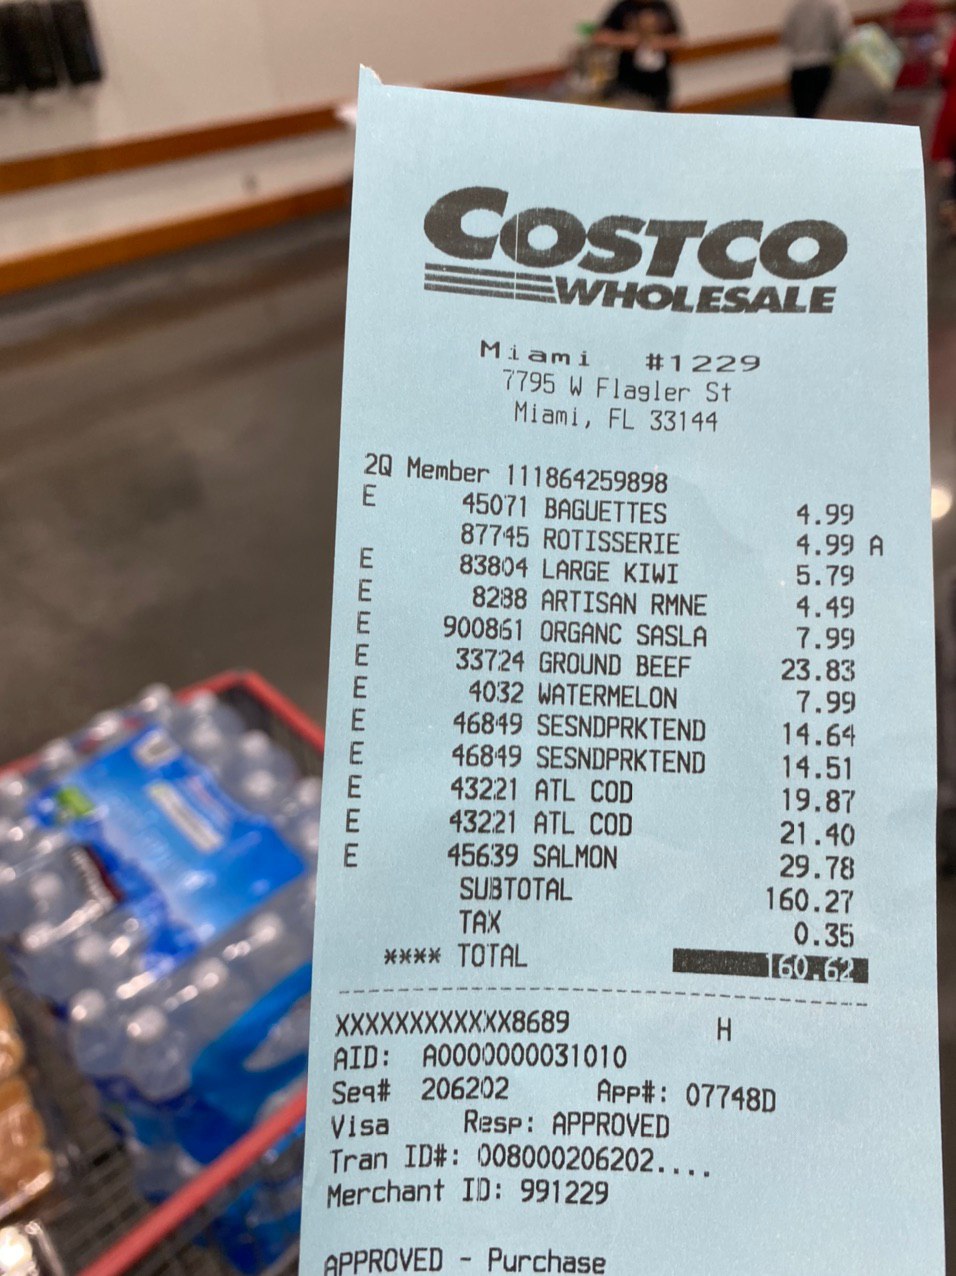 COSTCO
WHOLESALE
Miami #1229
7795 W Flagler St
Miami, FL 33144
2Q Member 111864259898
E 45071 BAGUETTES 4.99
87745 ROTISSERIE 4.99 A
E 83804 LARGE KIWI 5.79
E 8288 ARTISAN RMNE 4.49
E 900861 ORGANC SASLA 7.99
E 33724 GROUND BEEF 23.83
E 4032 WATERMELON 7.99
E 46849 SESNDPRKTEND 14.64
E 46849 SESNDPRKTEND 14.51
E 43221 ATL COD 19.87
E 43221 ATL COD 21.40
E 45639 SALMON 29.78
SUBTOTAL 160.27
TAX 0.35
**** TOTAL 160.62
XXXXXXXXXXXX8689 H
AID: A0000000031010
Seq# 206202 App#: 07748D
Visa Resp: APPROVED
Tran ID#: 008000206202....
Merchant ID: 991229
APPROVED - Purchase